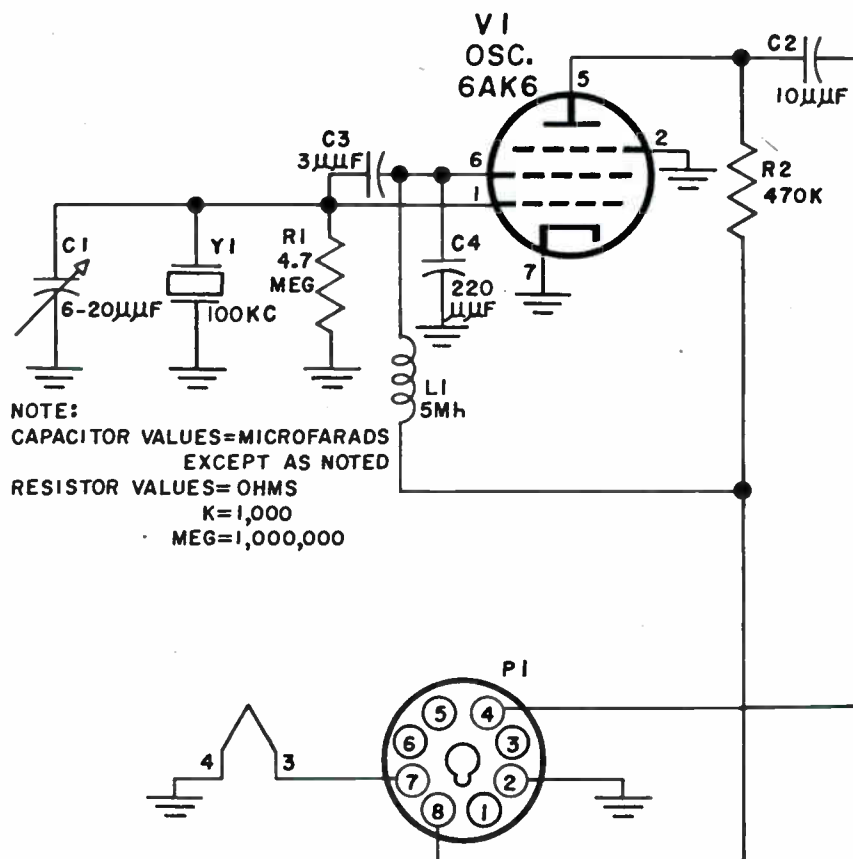 V1
OSC.
6AK6
5
C2
10µµF
2
R2
470K
C3
3µµF
6
1
7
C1
6-20µµF
Y1
100KC
R1
4.7
MEG
C4
220
µµF
L1
5Mh
NOTE:
CAPACITOR VALUES=MICROFARADS
EXCEPT AS NOTED
RESISTOR VALUES=OHMS
K=1,000
MEG=1,000,000
P1
5
4
6
3
7
2
8
1
4
3